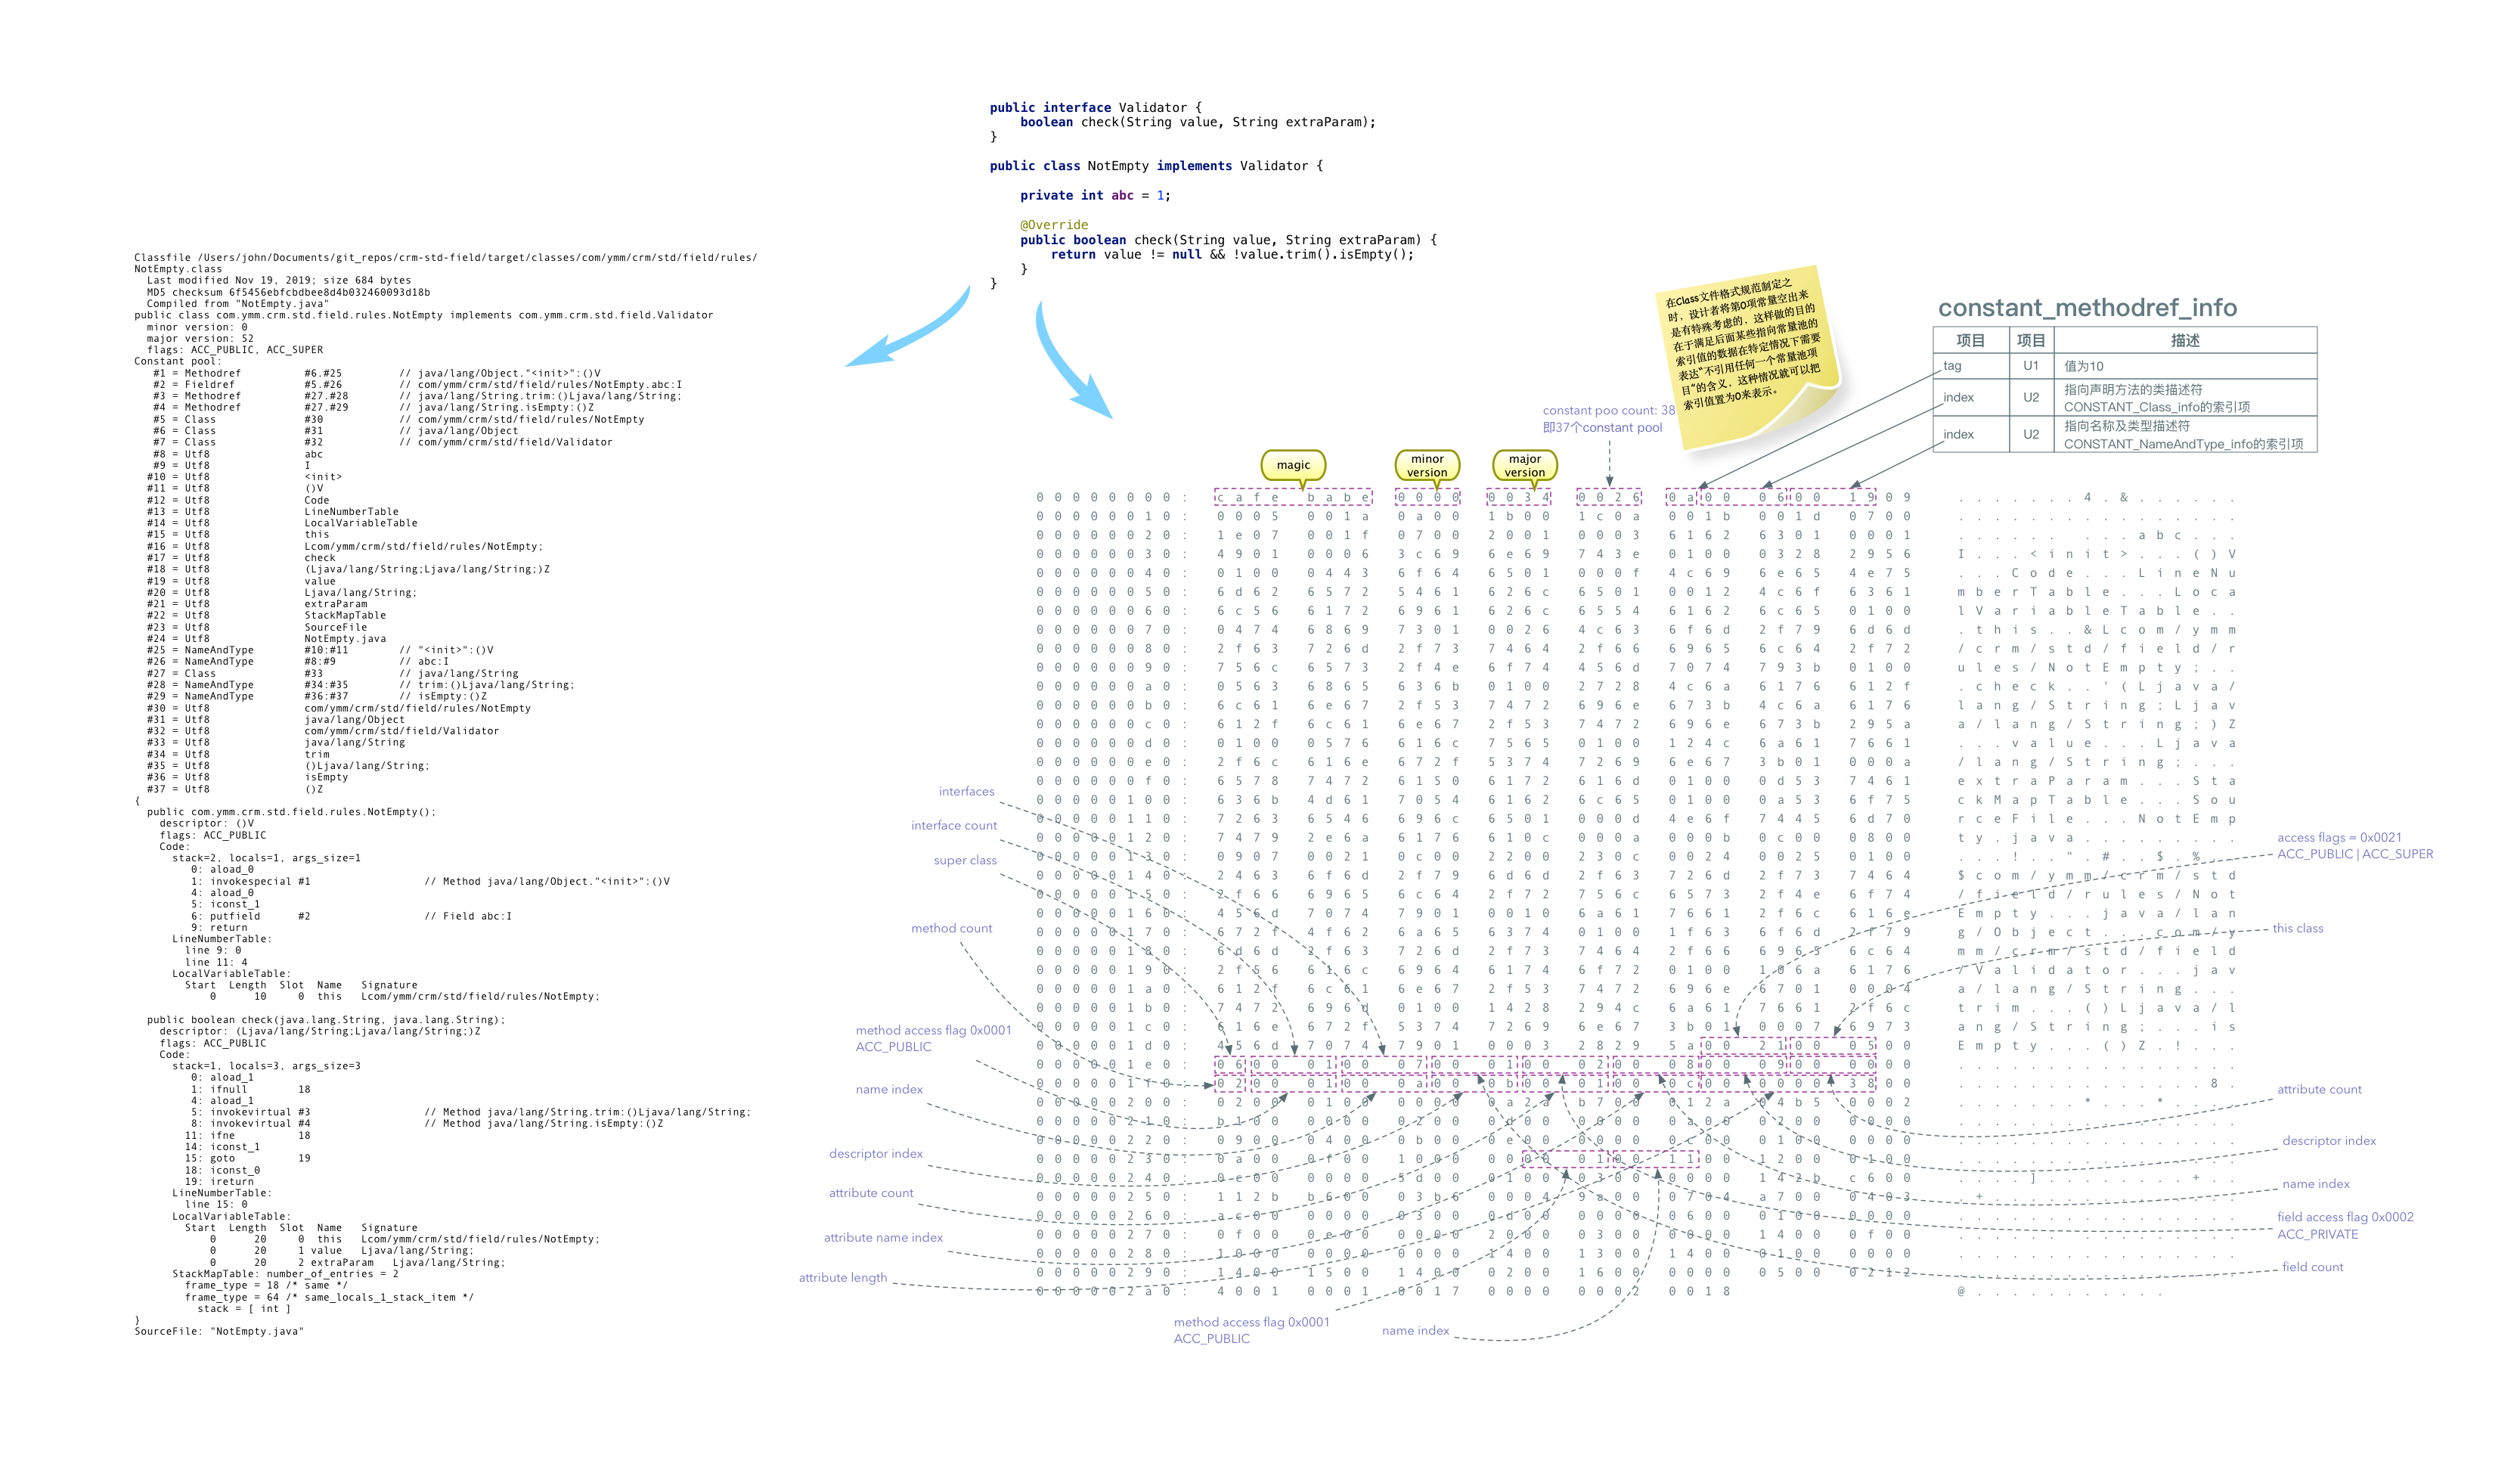 public interface Validator {
    boolean check(String value, String extraParam);
}
public class NotEmpty implements Validator {
    private int abc = 1;
    @Override
    public boolean check(String value, String extraParam) {
        return value != null && !value.trim().isEmpty();
    }
}
Classfile /Users/john/Documents/git_repos/crm-std-field/target/classes/com/ymm/crm/std/field/rules/
NotEmpty.class
  Last modified Nov 19, 2019; size 684 bytes
  MD5 checksum 6f5456ebfcbdbee8d4b032460093d18b
  Compiled from "NotEmpty.java"
public class com.ymm.crm.std.field.rules.NotEmpty implements com.ymm.crm.std.field.Validator
  minor version: 0
  major version: 52
  flags: ACC_PUBLIC, ACC_SUPER
Constant pool:
   #1 = Methodref          #6.#25         // java/lang/Object."<init>":()V
   #2 = Fieldref           #5.#26         // com/ymm/crm/std/field/rules/NotEmpty.abc:I
   #3 = Methodref          #27.#28        // java/lang/String.trim:()Ljava/lang/String;
   #4 = Methodref          #27.#29        // java/lang/String.isEmpty:()Z
   #5 = Class              #30            // com/ymm/crm/std/field/rules/NotEmpty
   #6 = Class              #31            // java/lang/Object
   #7 = Class              #32            // com/ymm/crm/std/field/Validator
   #8 = Utf8               abc
   #9 = Utf8               I
  #10 = Utf8               <init>
  #11 = Utf8               ()V
  #12 = Utf8               Code
  #13 = Utf8               LineNumberTable
  #14 = Utf8               LocalVariableTable
  #15 = Utf8               this
  #16 = Utf8               Lcom/ymm/crm/std/field/rules/NotEmpty;
  #17 = Utf8               check
  #18 = Utf8               (Ljava/lang/String;Ljava/lang/String;)Z
  #19 = Utf8               value
  #20 = Utf8               Ljava/lang/String;
  #21 = Utf8               extraParam
  #22 = Utf8               StackMapTable
  #23 = Utf8               SourceFile
  #24 = Utf8               NotEmpty.java
  #25 = NameAndType        #10:#11        // "<init>":()V
  #26 = NameAndType        #8:#9          // abc:I
  #27 = Class              #33            // java/lang/String
  #28 = NameAndType        #34:#35        // trim:()Ljava/lang/String;
  #29 = NameAndType        #36:#37        // isEmpty:()Z
  #30 = Utf8               com/ymm/crm/std/field/rules/NotEmpty
  #31 = Utf8               java/lang/Object
  #32 = Utf8               com/ymm/crm/std/field/Validator
  #33 = Utf8               java/lang/String
  #34 = Utf8               trim
  #35 = Utf8               ()Ljava/lang/String;
  #36 = Utf8               isEmpty
  #37 = Utf8               ()Z
{
  public com.ymm.crm.std.field.rules.NotEmpty();
    descriptor: ()V
    flags: ACC_PUBLIC
    Code:
      stack=2, locals=1, args_size=1
         0: aload_0
         1: invokespecial #1                  // Method java/lang/Object."<init>":()V
         4: aload_0
         5: iconst_1
         6: putfield      #2                  // Field abc:I
         9: return
      LineNumberTable:
        line 9: 0
        line 11: 4
      LocalVariableTable:
        Start  Length  Slot  Name   Signature
            0      10     0  this   Lcom/ymm/crm/std/field/rules/NotEmpty;
  public boolean check(java.lang.String, java.lang.String);
    descriptor: (Ljava/lang/String;Ljava/lang/String;)Z
    flags: ACC_PUBLIC
    Code:
      stack=1, locals=3, args_size=3
         0: aload_1
         1: ifnull        18
         4: aload_1
         5: invokevirtual #3                  // Method java/lang/String.trim:()Ljava/lang/String;
         8: invokevirtual #4                  // Method java/lang/String.isEmpty:()Z
        11: ifne          18
        14: iconst_1
        15: goto          19
        18: iconst_0
        19: ireturn
      LineNumberTable:
        line 15: 0
      LocalVariableTable:
        Start  Length  Slot  Name   Signature
            0      20     0  this   Lcom/ymm/crm/std/field/rules/NotEmpty;
            0      20     1 value   Ljava/lang/String;
            0      20     2 extraParam   Ljava/lang/String;
      StackMapTable: number_of_entries = 2
        frame_type = 18 /* same */
        frame_type = 64 /* same_locals_1_stack_item */
          stack = [ int ]
}
SourceFile: "NotEmpty.java"
在Class文件格式规范制定之
时，设计者将第0项常量空出来
是有特殊考虑的，这样做的目的
在于满足后面某些指向常量池的
索引值的数据在特定情况下需要
表达“不引用任何一个常量池项
目”的含义，这种情况就可以把
索引值置为0来表示。
constant_methodref_info
项目 项目 描述
tag U1 值为10
index U2 指向声明方法的类描述符
CONSTANT_Class_info的索引项
index U2 指向名称及类型描述符
CONSTANT_NameAndType_info的索引项
constant poo count: 38
即37个constant pool
magic
minor
version
major
version
00000000: cafe babe 0000 0034 0026 0a00 0600 1909 .......4.&......
00000010: 0005 001a 0a00 1b00 1c0a 001b 001d 0700 ................
00000020: 1e07 001f 0700 2001 0003 6162 6301 0001 ...... ...abc...
00000030: 4901 0006 3c69 6e69 743e 0100 0328 2956 I...<init>...()V
00000040: 0100 0443 6f64 6501 000f 4c69 6e65 4e75 ...Code...LineNu
00000050: 6d62 6572 5461 626c 6501 0012 4c6f 6361 mberTable...Loca
00000060: 6c56 6172 6961 626c 6554 6162 6c65 0100 lVariableTable..
00000070: 0474 6869 7301 0026 4c63 6f6d 2f79 6d6d .this..&Lcom/ymm
00000080: 2f63 726d 2f73 7464 2f66 6965 6c64 2f72 /crm/std/field/r
00000090: 756c 6573 2f4e 6f74 456d 7074 793b 0100 ules/NotEmpty;..
000000a0: 0563 6865 636b 0100 2728 4c6a 6176 612f .check..'(Ljava/
000000b0: 6c61 6e67 2f53 7472 696e 673b 4c6a 6176 lang/String;Ljav
000000c0: 612f 6c61 6e67 2f53 7472 696e 673b 295a a/lang/String;)Z
000000d0: 0100 0576 616c 7565 0100 124c 6a61 7661 ...value...Ljava
000000e0: 2f6c 616e 672f 5374 7269 6e67 3b01 000a /lang/String;...
000000f0: 6578 7472 6150 6172 616d 0100 0d53 7461 extraParam...Sta
00000100: 636b 4d61 7054 6162 6c65 0100 0a53 6f75 ckMapTable...Sou
00000110: 7263 6546 696c 6501 000d 4e6f 7445 6d70 rceFile...NotEmp
00000120: 7479 2e6a 6176 610c 000a 000b 0c00 0800 ty.java.........
00000130: 0907 0021 0c00 2200 230c 0024 0025 0100 ...!..".#..$.%..
00000140: 2463 6f6d 2f79 6d6d 2f63 726d 2f73 7464 $com/ymm/crm/std
00000150: 2f66 6965 6c64 2f72 756c 6573 2f4e 6f74 /field/rules/Not
00000160: 456d 7074 7901 0010 6a61 7661 2f6c 616e Empty...java/lan
00000170: 672f 4f62 6a65 6374 0100 1f63 6f6d 2f79 g/Object...com/y
00000180: 6d6d 2f63 726d 2f73 7464 2f66 6965 6c64 mm/crm/std/field
00000190: 2f56 616c 6964 6174 6f72 0100 106a 6176 /Validator...jav
000001a0: 612f 6c61 6e67 2f53 7472 696e 6701 0004 a/lang/String...
000001b0: 7472 696d 0100 1428 294c 6a61 7661 2f6c trim...()Ljava/l
000001c0: 616e 672f 5374 7269 6e67 3b01 0007 6973 ang/String;...is
000001d0: 456d 7074 7901 0003 2829 5a00 2100 0500 Empty...()Z.!...
000001e0: 0600 0100 0700 0100 0200 0800 0900 0000 ................
000001f0: 0200 0100 0a00 0b00 0100 0c00 0000 3800 ..............8.
00000200: 0200 0100 0000 0a2a b700 012a 04b5 0002 .......*...*....
00000210: b100 0000 0200 0d00 0000 0a00 0200 0000 ................
00000220: 0900 0400 0b00 0e00 0000 0c00 0100 0000 ................
00000230: 0a00 0f00 1000 0000 0100 1100 1200 0100 ................
00000240: 0c00 0000 5d00 0100 0300 0000 142b c600 ....]........+..
00000250: 112b b600 03b6 0004 9a00 0704 a700 0403 .+..............
00000260: ac00 0000 0300 0d00 0000 0600 0100 0000 ................
00000270: 0f00 0e00 0000 2000 0300 0000 1400 0f00 ................
00000280: 1000 0000 0000 1400 1300 1400 0100 0000 ................
00000290: 1400 1500 1400 0200 1600 0000 0500 0212 ................
000002a0: 4001 0001 0017 0000 0002 0018 @...........
interfaces
interface count
super class
method count
method access flag 0x0001
ACC_PUBLIC
name index
descriptor index
attribute count
attribute name index
attribute length
method access flag 0x0001
ACC_PUBLIC
name index
access flags = 0x0021
ACC_PUBLIC | ACC_SUPER
this class
attribute count
descriptor index
name index
field access flag 0x0002
ACC_PRIVATE
field count